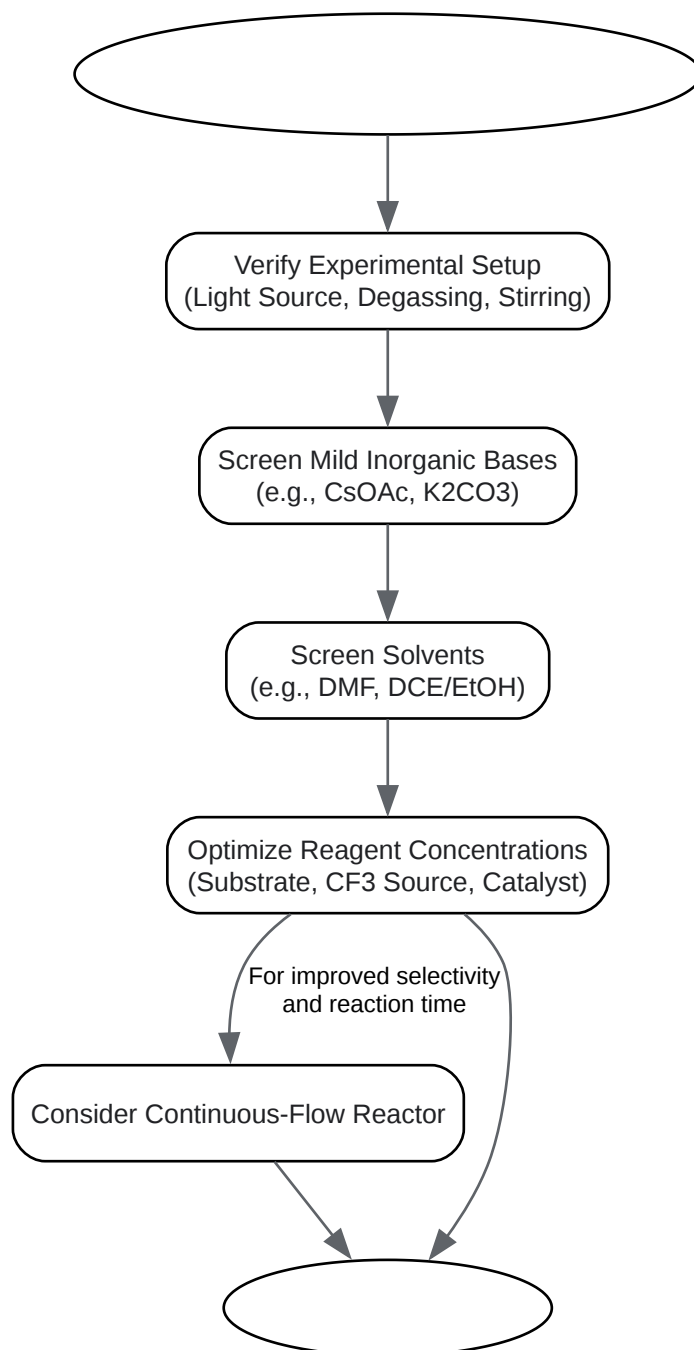 Verify Experimental Setup
(Light Source, Degassing, Stirring)
Screen Mild Inorganic Bases
(e.g., CsOAc, K2CO3)
Screen Solvents
(e.g., DMF, DCE/EtOH)
Optimize Reagent Concentrations
(Substrate, CF3 Source, Catalyst)
For improved selectivity
and reaction time
Consider Continuous-Flow Reactor